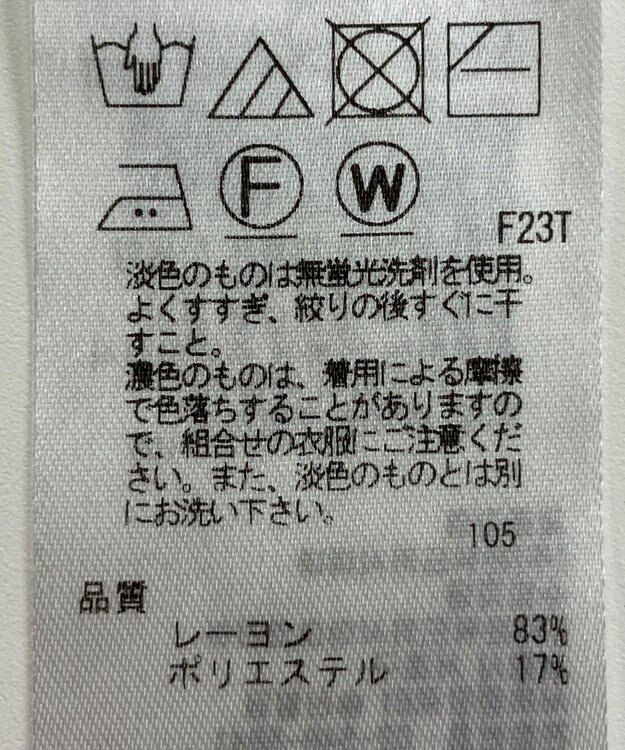 F W
F23T
淡色のものは無蛍光洗剤を使用。
よくすすぎ、絞りの後すぐに干
すこと。
濃色のものは、着用による摩擦
で色落ちすることがありますの
で、組合せの衣服にご注意くだ
さい。また、淡色のものとは別
にお洗い下さい。
105
品質
レーヨン 83%
ポリエステル 17%